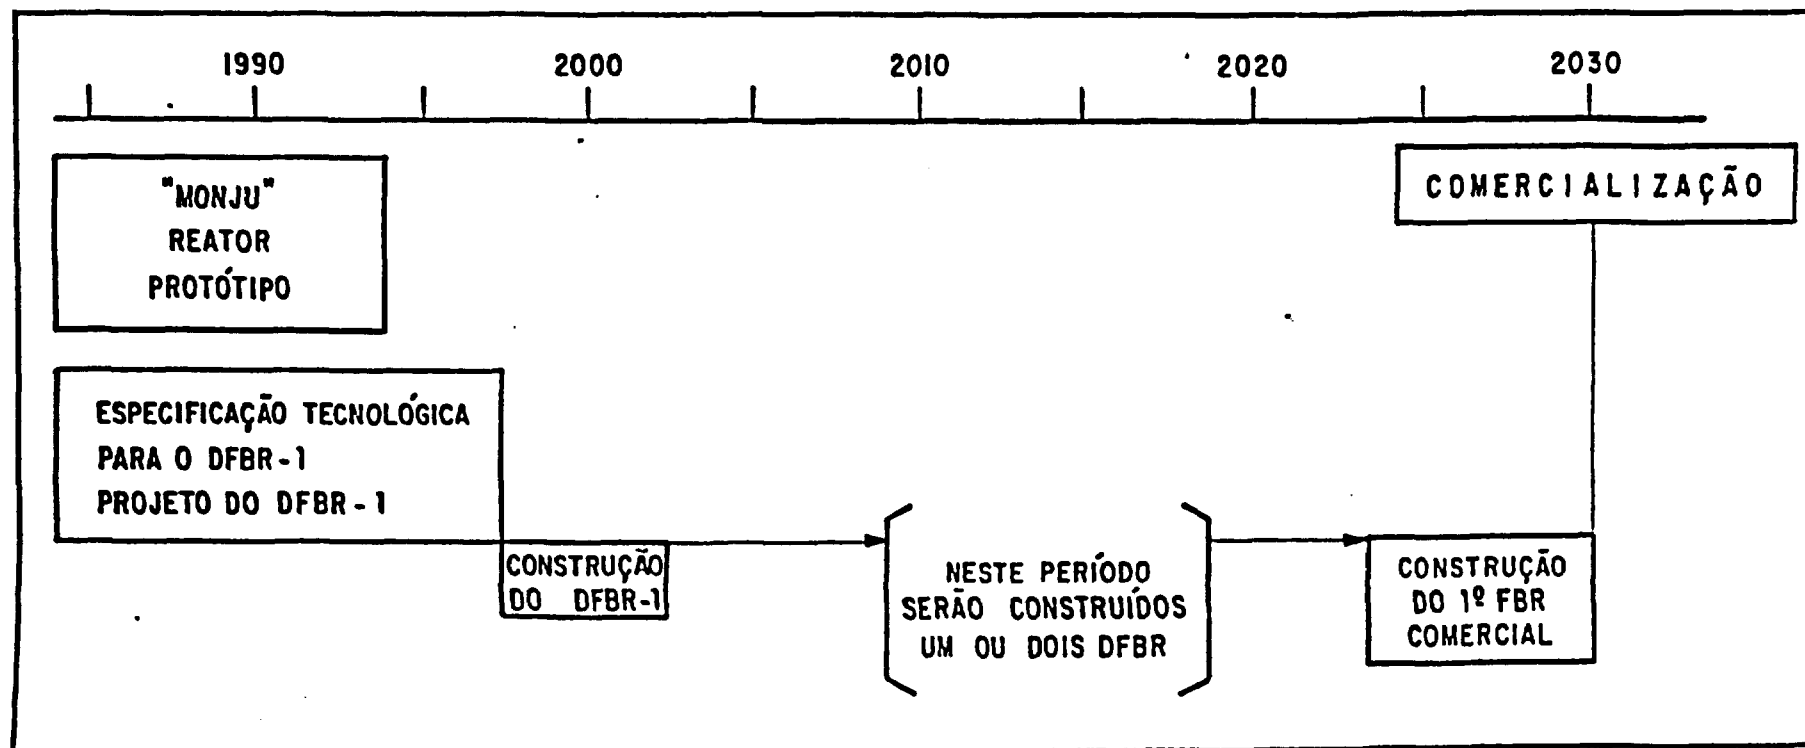 1990 2000 2010 2020 2030
"MONJU"
REATOR
PROTÓTIPO
COMERCIALIZAÇÃO
ESPECIFICAÇÃO TECNOLÓGICA
PARA O DFBR-1
PROJETO DO DFBR-1
CONSTRUÇÃO
DO DFBR-1
NESTE PERÍODO
SERÃO CONSTRUÍDOS
UM OU DOIS DFBR
CONSTRUÇÃO
DO 1º FBR
COMERCIAL